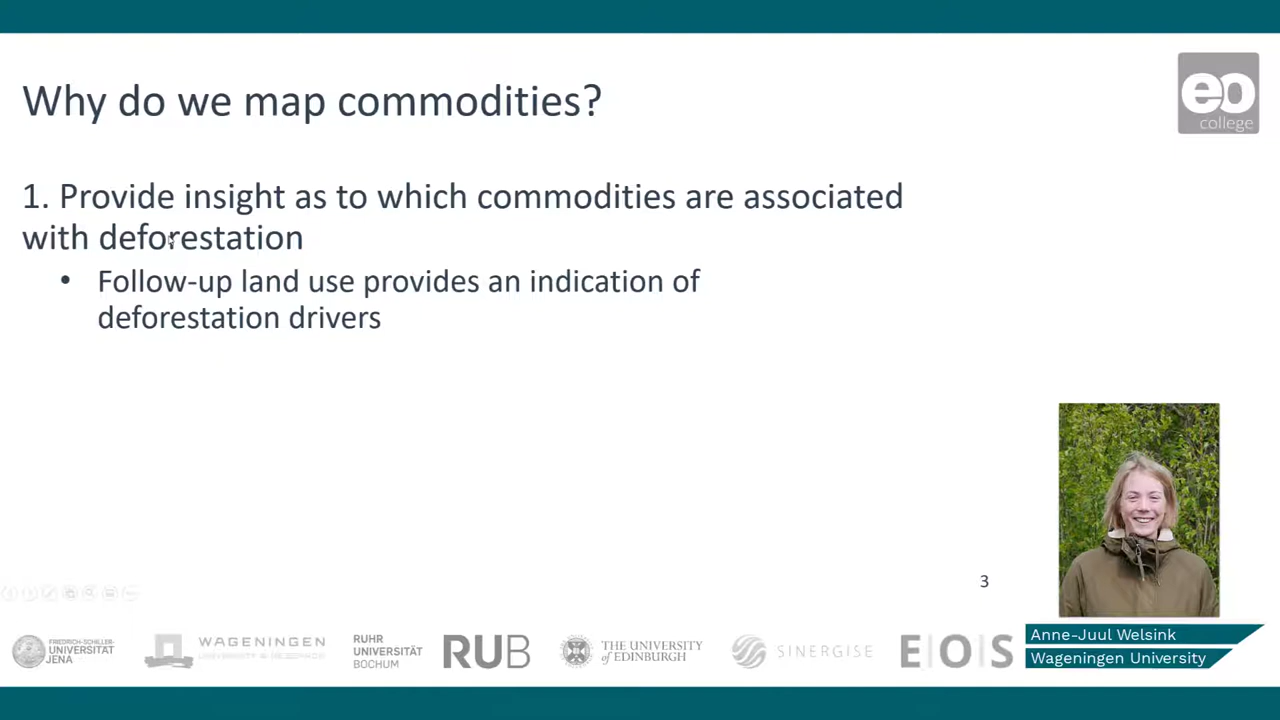 Why do we map commodities?
eo
college
1. Provide insight as to which commodities are associated
with deforestation
• Follow-up land use provides an indication of
deforestation drivers
3
FRIEDRICH-SCHILLER-
UNIVERSITÄT
JENA
WAGENINGEN
UNIVERSITY & RESEARCH
RUHR
UNIVERSITÄT
BOCHUM
RUB
THE UNIVERSITY
of EDINBURGH
SINERGISE
E|O|S
Anne-Juul Welsink
Wageningen University